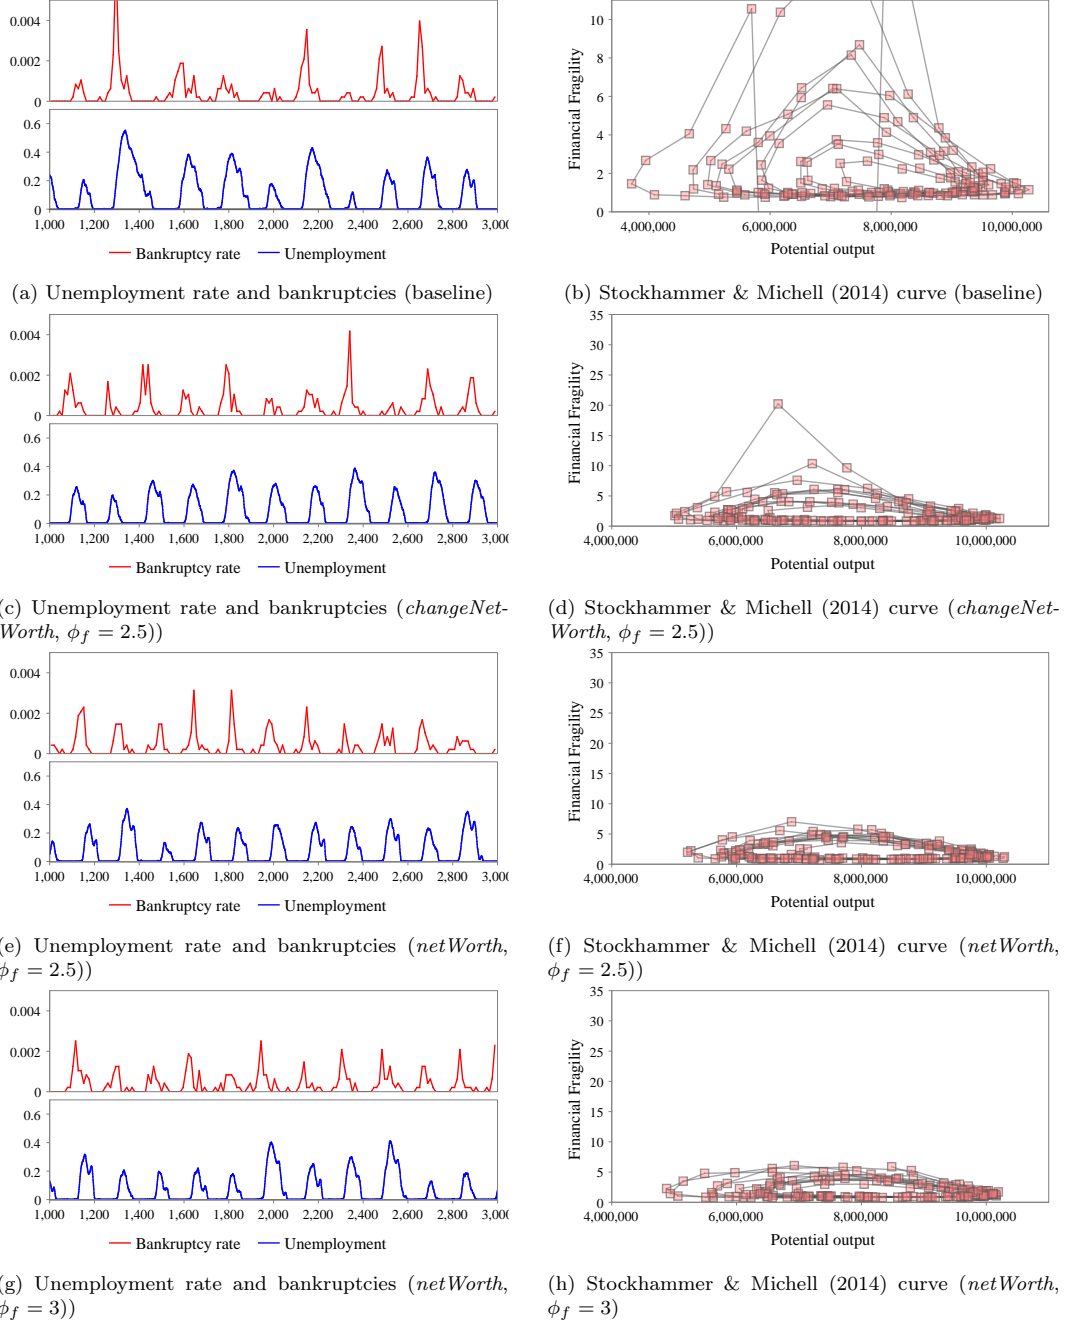 0.004
0.002
0
0.6
0.4
0.2
0
1,000 1,200 1,400 1,600 1,800 2,000 2,200 2,400 2,600 2,800 3,000
Bankruptcy rate Unemployment
(a) Unemployment rate and bankruptcies (baseline)
10
8
6
4
2
0
Financial Fragility
4,000,000 6,000,000 8,000,000 10,000,000
Potential output
(b) Stockhammer & Michell (2014) curve (baseline)
0.004
0.002
0
0.6
0.4
0.2
0
1,000 1,200 1,400 1,600 1,800 2,000 2,200 2,400 2,600 2,800 3,000
Bankruptcy rate Unemployment
(c) Unemployment rate and bankruptcies (changeNet-
Worth, ϕf = 2.5))
35
30
25
20
15
10
5
0
Financial Fragility
4,000,000 6,000,000 8,000,000 10,000,000
Potential output
(d) Stockhammer & Michell (2014) curve (changeNet-
Worth, ϕf = 2.5))
0.004
0.002
0
0.6
0.4
0.2
0
1,000 1,200 1,400 1,600 1,800 2,000 2,200 2,400 2,600 2,800 3,000
Bankruptcy rate Unemployment
(e) Unemployment rate and bankruptcies (netWorth,
ϕf = 2.5))
35
30
25
20
15
10
5
0
Financial Fragility
4,000,000 6,000,000 8,000,000 10,000,000
Potential output
(f) Stockhammer & Michell (2014) curve (netWorth,
ϕf = 2.5))
0.004
0.002
0
0.6
0.4
0.2
0
1,000 1,200 1,400 1,600 1,800 2,000 2,200 2,400 2,600 2,800 3,000
Bankruptcy rate Unemployment
(g) Unemployment rate and bankruptcies (netWorth,
ϕf = 3))
35
30
25
20
15
10
5
0
Financial Fragility
4,000,000 6,000,000 8,000,000 10,000,000
Potential output
(h) Stockhammer & Michell (2014) curve (netWorth,
ϕf = 3)